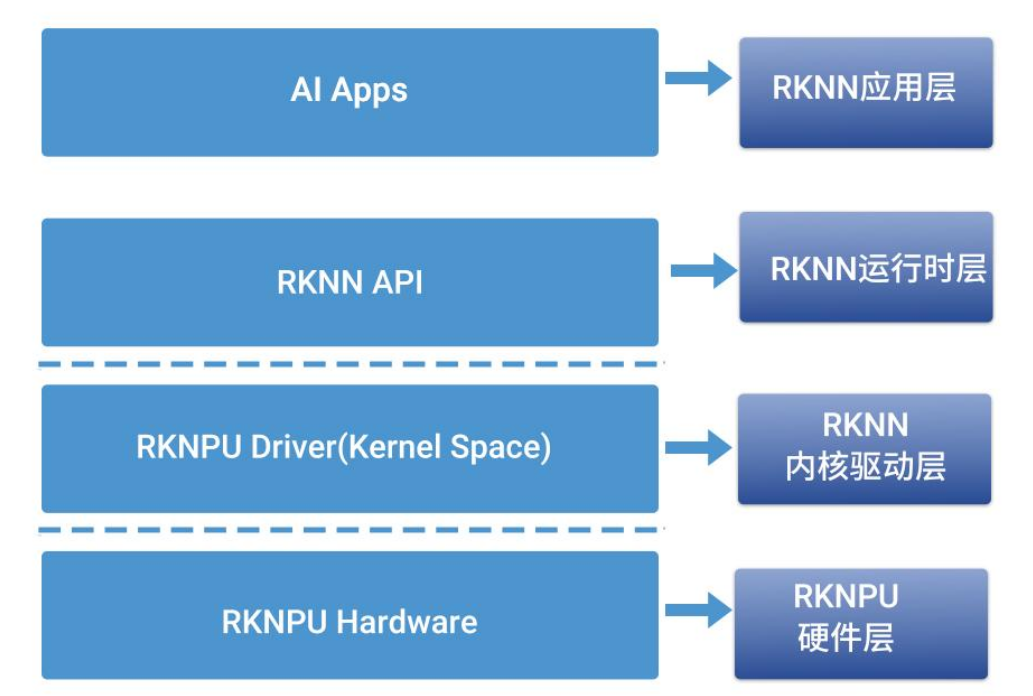 AI Apps
RKNN应用层
RKNN API
RKNN运行时层
RKNPU Driver(Kernel Space)
RKNN
内核驱动层
RKNPU Hardware
RKNPU
硬件层